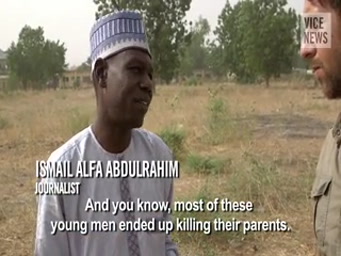 VICE
NEWS
ISMAIL ALFA ABDULRAHIM
JOURNALIST
And you know, most of these
young men ended up killing their parents.